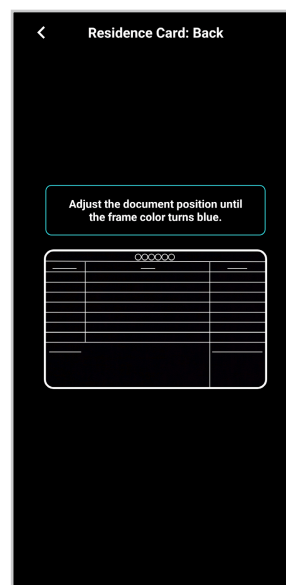 Residence Card: Back
Adjust the document position until
the frame color turns blue.
○○○○○○